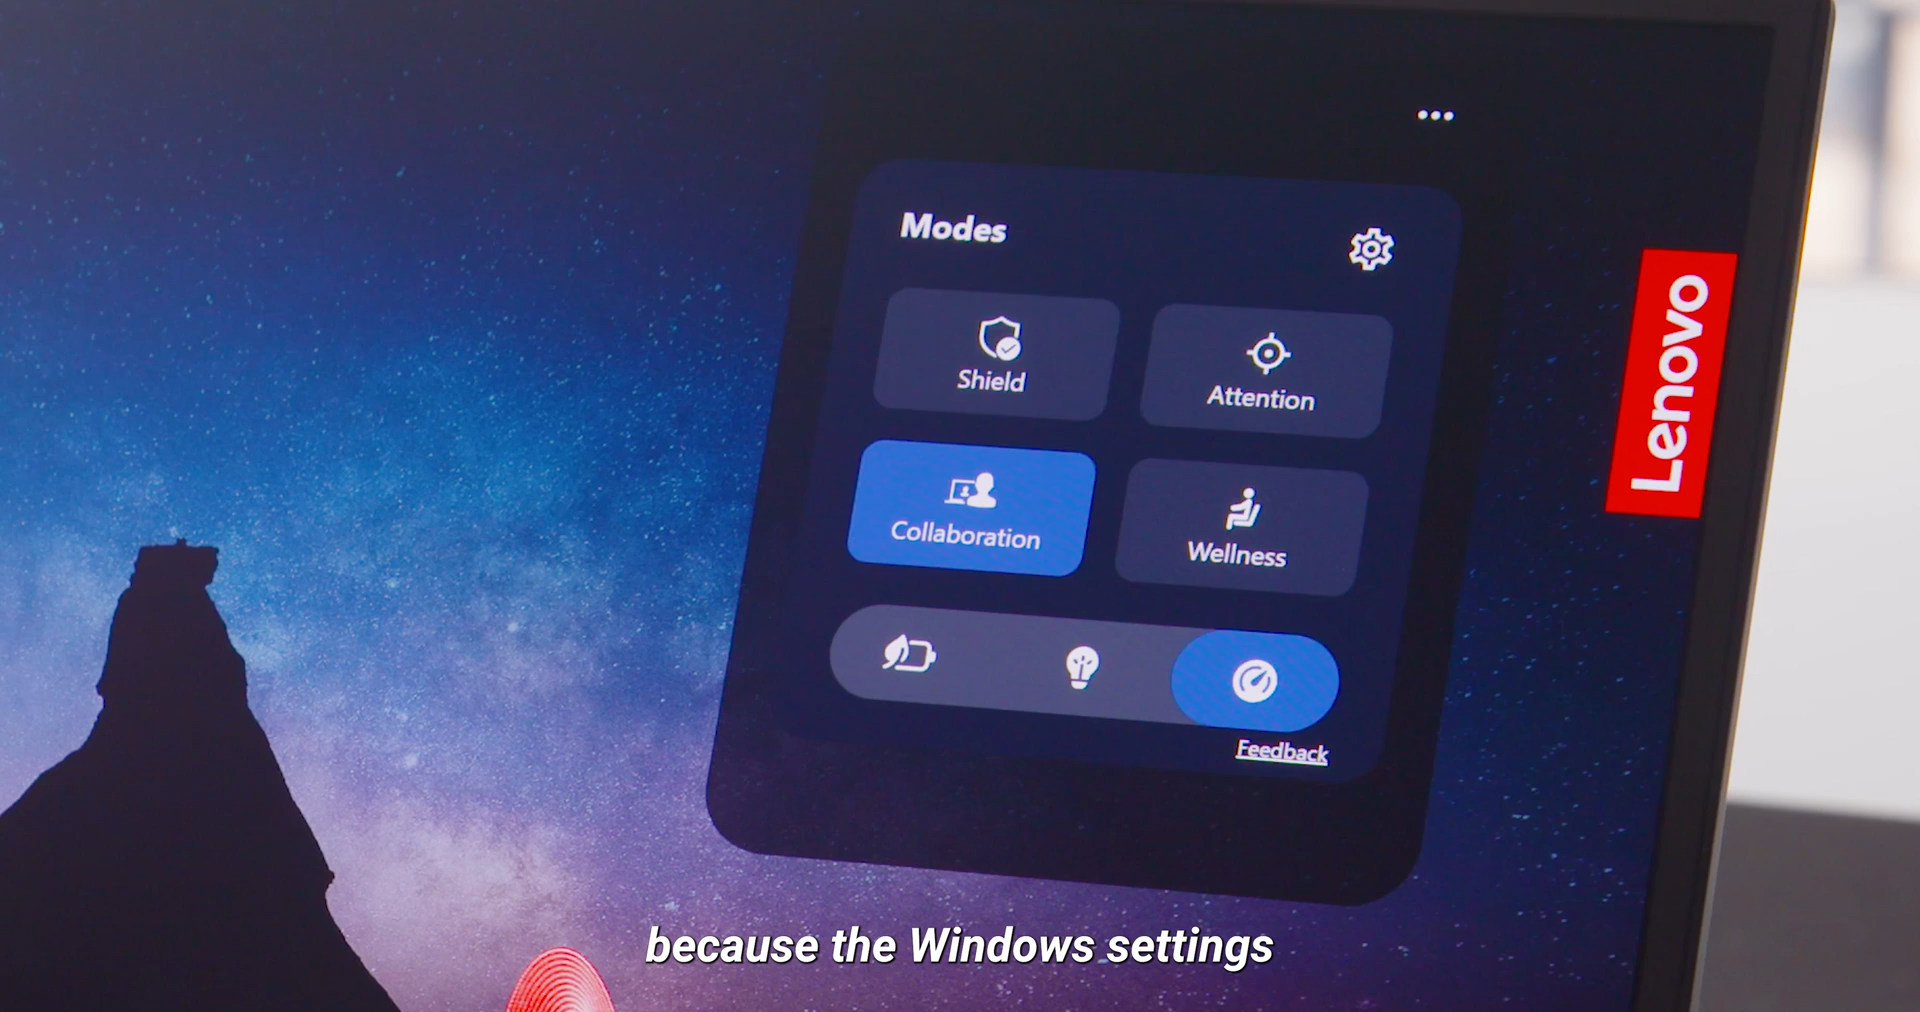 Modes
Shield
Attention
Collaboration
Wellness
Feedback
Lenovo
because the Windows settings